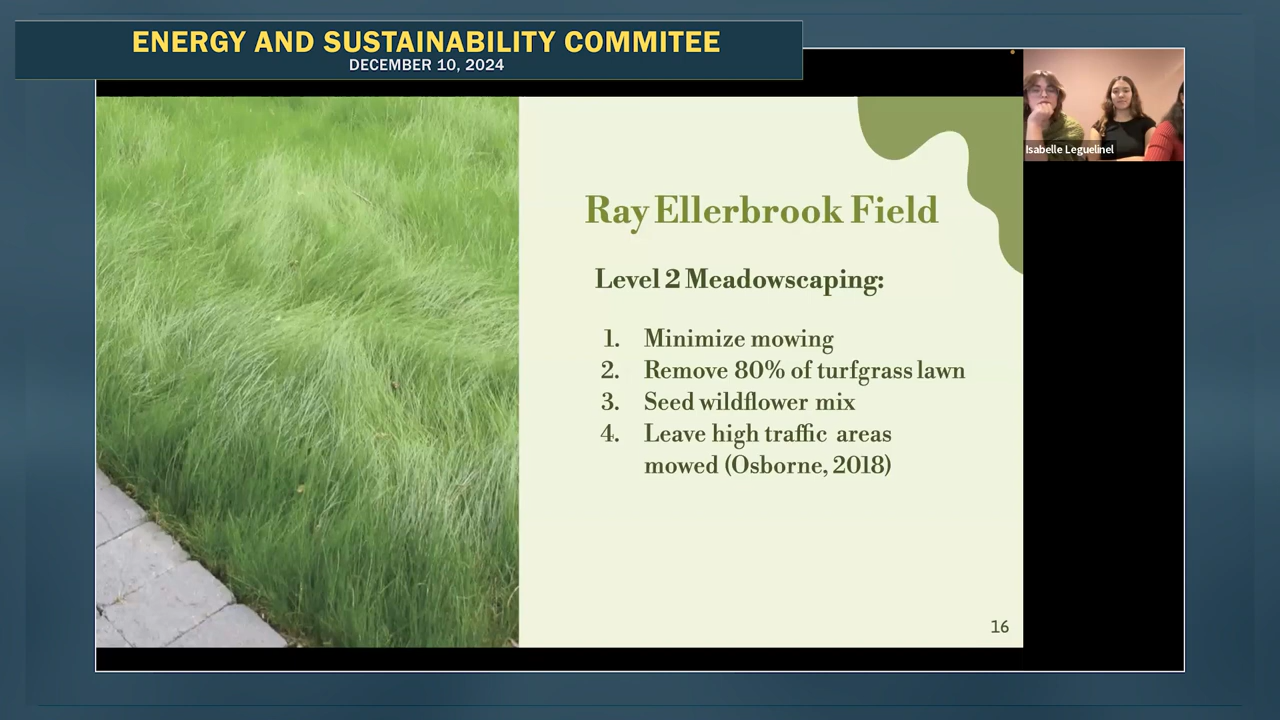 ENERGY AND SUSTAINABILITY COMMITEE
DECEMBER 10, 2024
Isabelle Leguelinel
Ray Ellerbrook Field
Level 2 Meadowscaping:
1. Minimize mowing
2. Remove 80% of turfgrass lawn
3. Seed wildflower mix
4. Leave high traffic areas
mowed (Osborne, 2018)
16